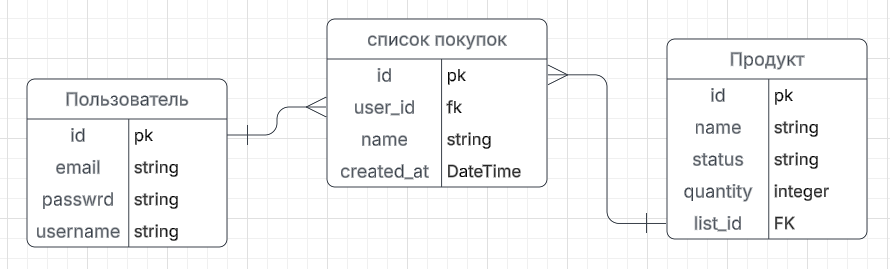 Пользователь
id pk
email string
passwrd string
username string
список покупок
id pk
user_id fk
name string
created_at DateTime
Продукт
id pk
name string
status string
quantity integer
list_id FK